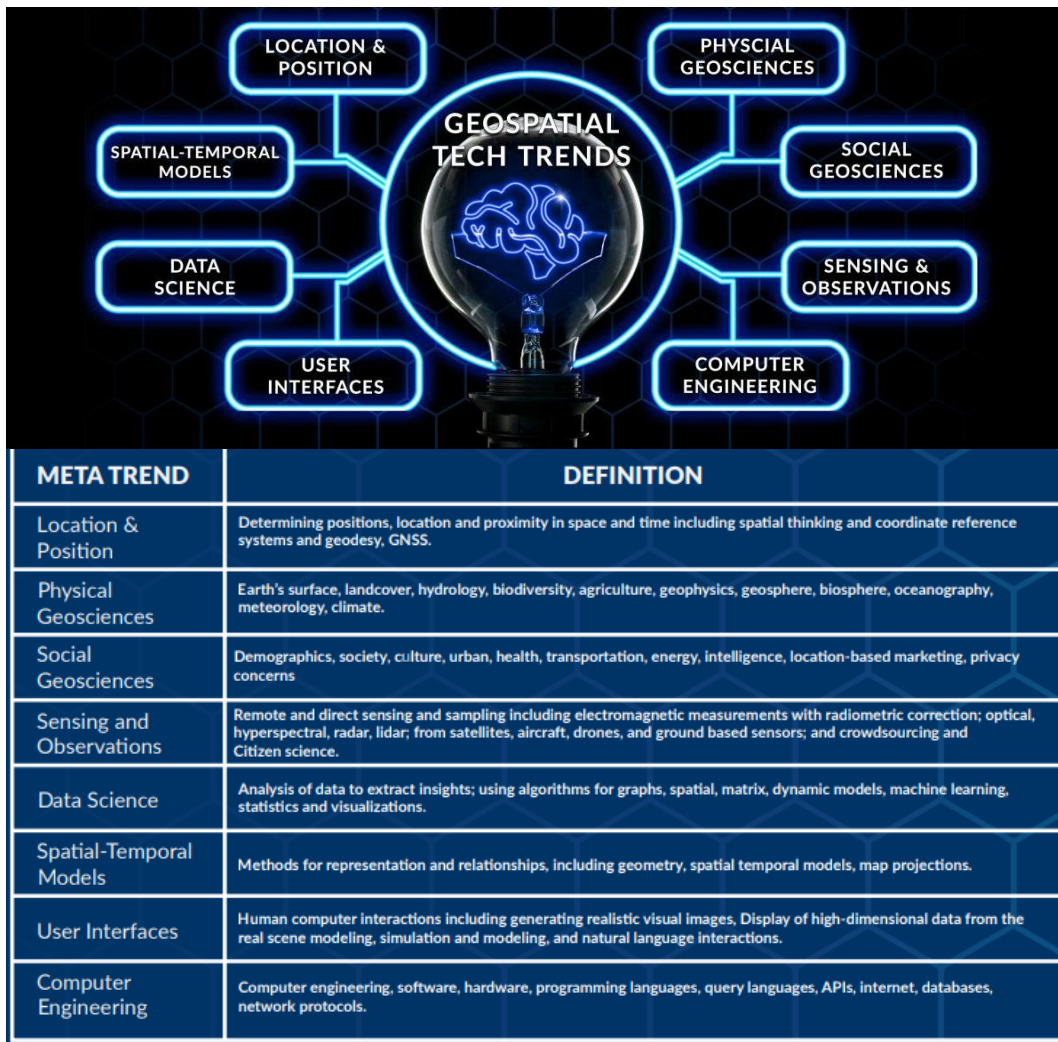 LOCATION &
POSITION
PHYSCIAL
GEOSCIENCES
GEOSPATIAL
TECH TRENDS
SPATIAL-TEMPORAL
MODELS
SOCIAL
GEOSCIENCES
DATA
SCIENCE
SENSING &
OBSERVATIONS
USER
INTERFACES
COMPUTER
ENGINEERING
META TREND
DEFINITION
Location &
Position
Determining positions, location and proximity in space and time including spatial thinking and coordinate reference
systems and geodesy, GNSS.
Physical
Geosciences
Earth's surface, landcover, hydrology, biodiversity, agriculture, geophysics, geosphere, biosphere, oceanography,
meteorology, climate.
Social
Geosciences
Demographics, society, culture, urban, health, transportation, energy, intelligence, location-based marketing, privacy
concerns
Sensing and
Observations
Remote and direct sensing and sampling including electromagnetic measurements with radiometric correction; optical,
hyperspectral, radar, lidar; from satellites, aircraft, drones, and ground based sensors; and crowdsourcing and
Citizen science.
Data Science
Analysis of data to extract insights; using algorithms for graphs, spatial, matrix, dynamic models, machine learning,
statistics and visualizations.
Spatial-Temporal
Models
Methods for representation and relationships, including geometry, spatial temporal models, map projections.
User Interfaces
Human computer interactions including generating realistic visual images, Display of high-dimensional data from the
real scene modeling, simulation and modeling, and natural language interactions.
Computer
Engineering
Computer engineering, software, hardware, programming languages, query languages, APIs, internet, databases,
network protocols.